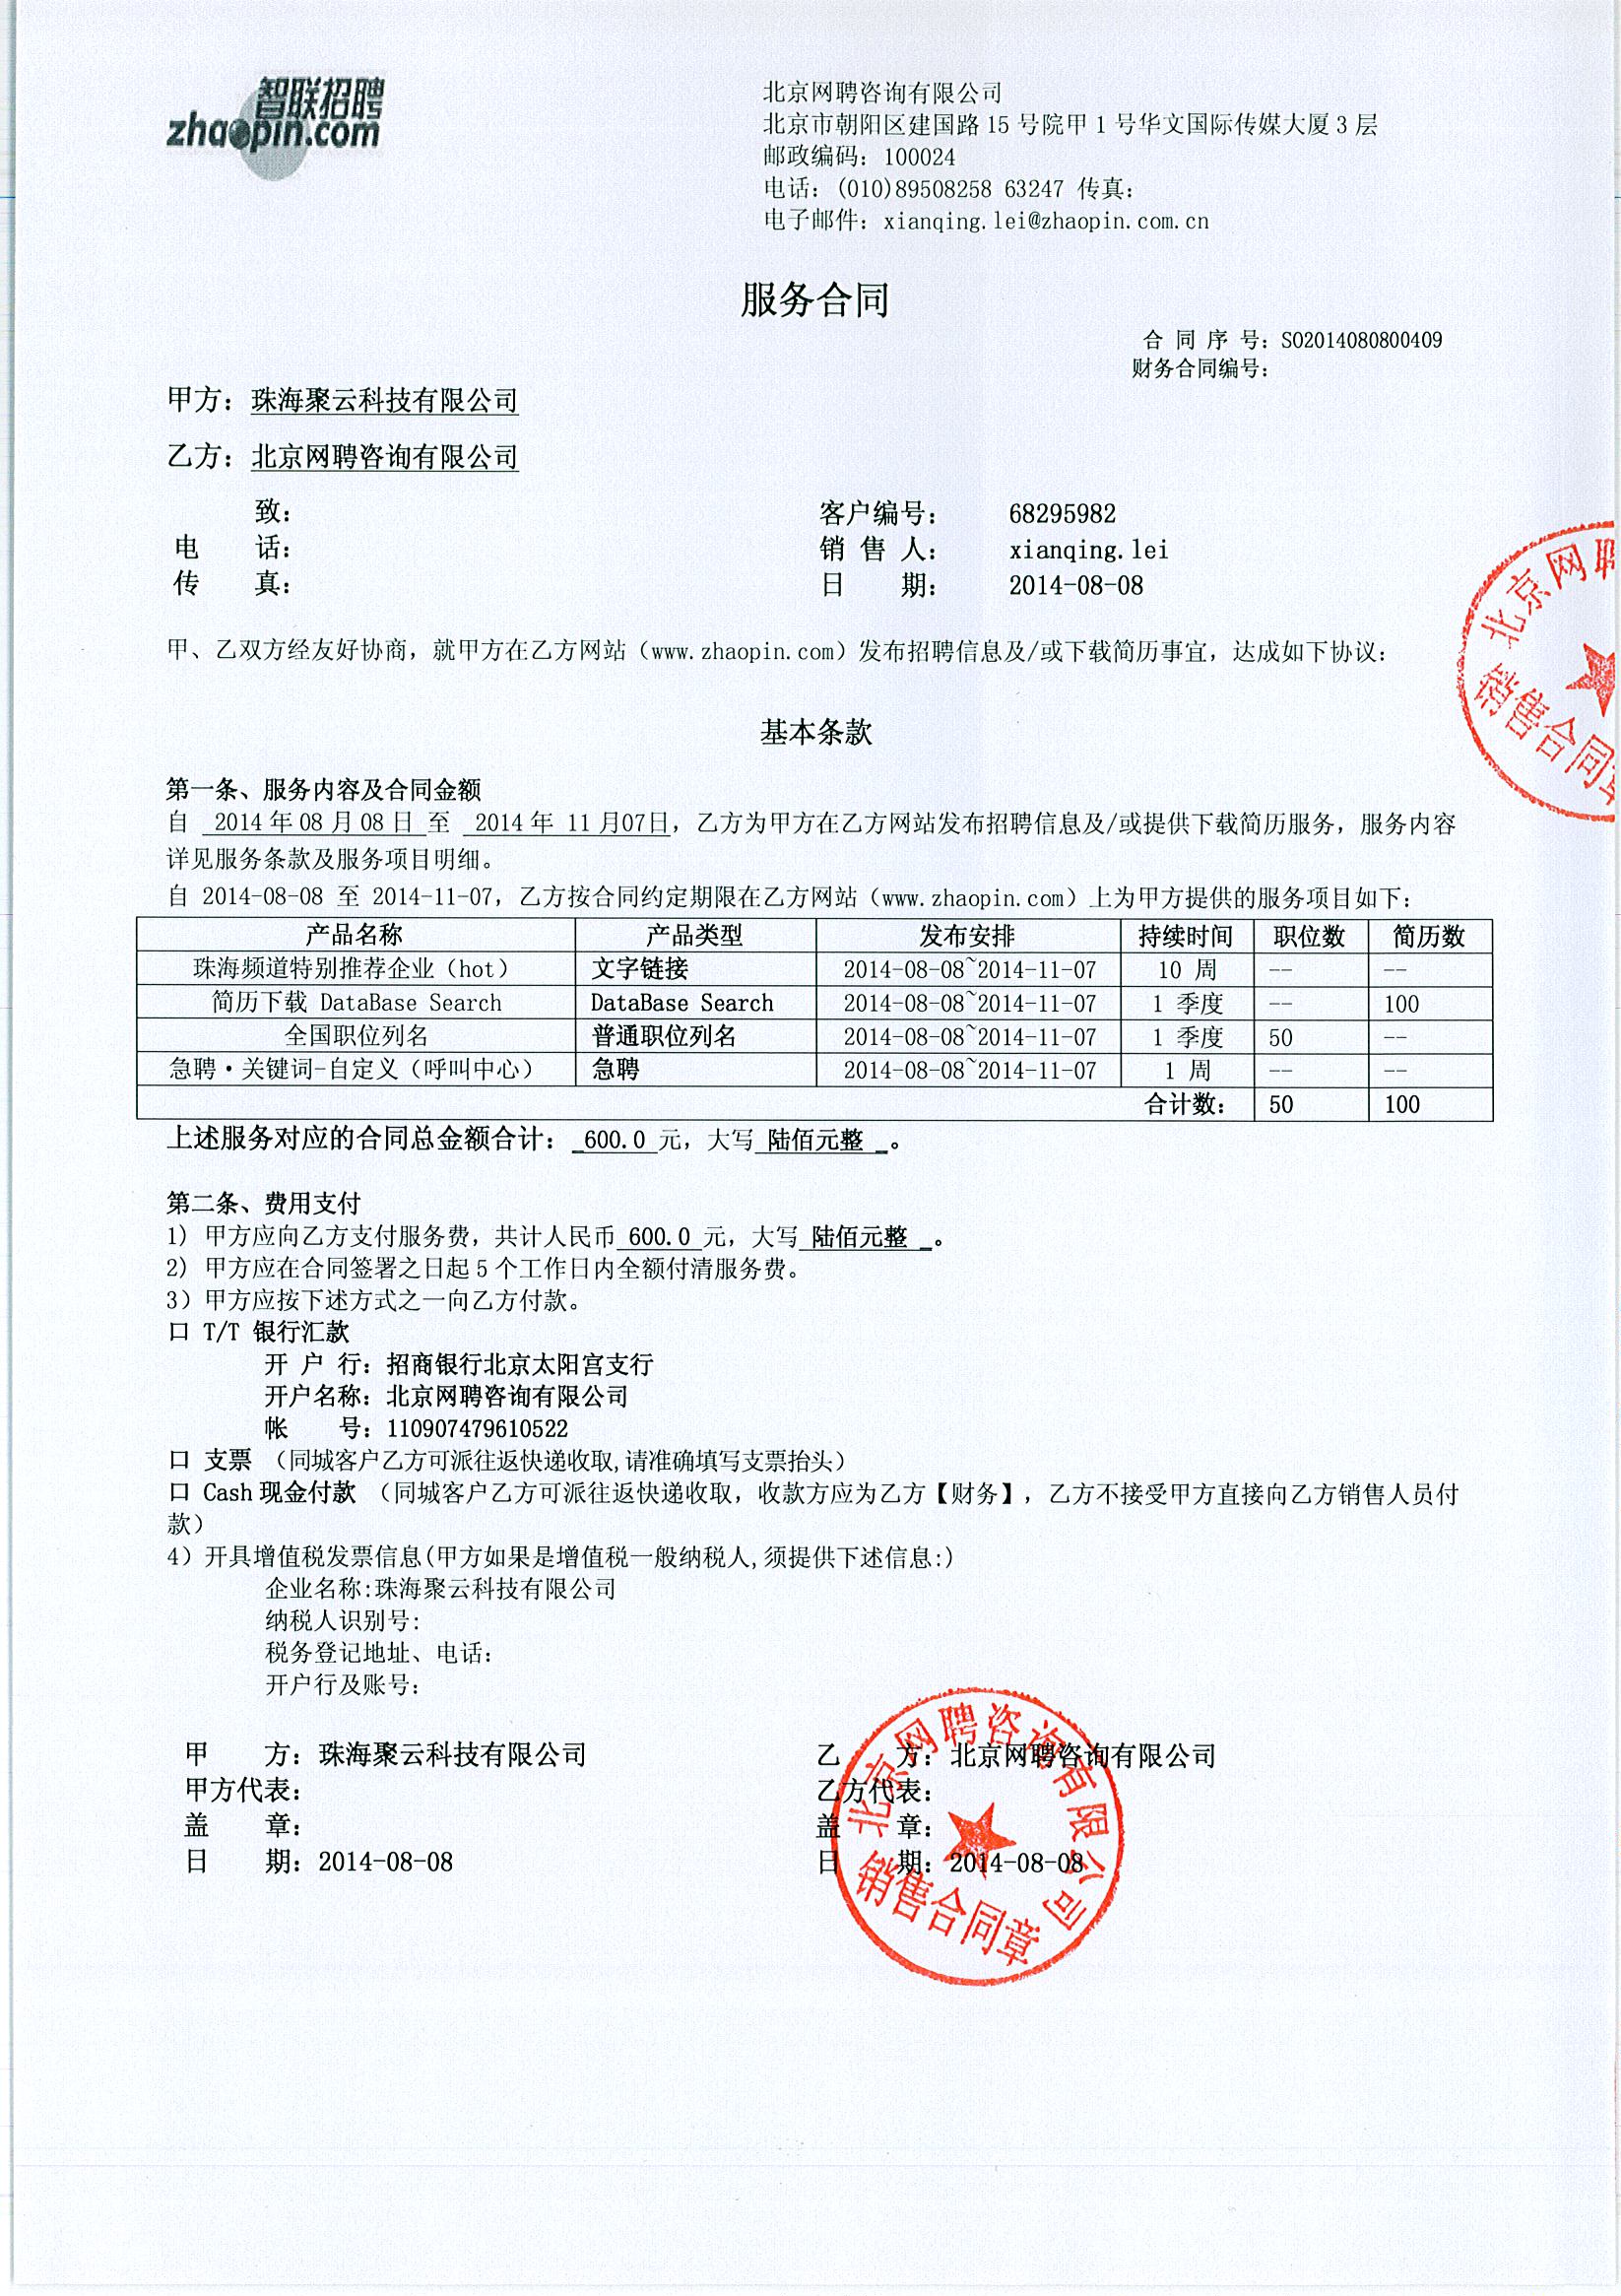 智联招聘
zhaopin.com
北京网聘咨询有限公司
北京市朝阳区建国路 15 号院甲 1 号华文国际传媒大厦 3 层
邮政编码：100024
电话：(010)89508258 63247 传真：
电子邮件：xianqing.lei@zhaopin.com.cn
服务合同
合 同 序 号：SO2014080800409
财务合同编号：
甲方：珠海聚云科技有限公司
乙方：北京网聘咨询有限公司
致： 客户编号： 68295982
电 话： 销 售 人： xianqing.lei
传 真： 日 期： 2014-08-08
北京网聘
销售合同章
甲、乙双方经友好协商，就甲方在乙方网站（www.zhaopin.com）发布招聘信息及/或下载简历事宜，达成如下协议：
基本条款
第一条、服务内容及合同金额
自 2014 年 08 月 08 日 至 2014 年 11 月07日，乙方为甲方在乙方网站发布招聘信息及/或提供下载简历服务，服务内容
详见服务条款及服务项目明细。
自 2014-08-08 至 2014-11-07，乙方按合同约定期限在乙方网站（www.zhaopin.com）上为甲方提供的服务项目如下：
产品名称 产品类型 发布安排 持续时间 职位数 简历数
珠海频道特别推荐企业（hot） 文字链接 2014-08-08~2014-11-07 10 周 -- --
简历下载 DataBase Search DataBase Search 2014-08-08~2014-11-07 1 季度 -- 100
全国职位列名 普通职位列名 2014-08-08~2014-11-07 1 季度 50 --
急聘·关键词-自定义（呼叫中心） 急聘 2014-08-08~2014-11-07 1 周 -- --
合计数： 50 100
上述服务对应的合同总金额合计：_600.0 元，大写 陆佰元整 _。
第二条、费用支付
1) 甲方应向乙方支付服务费，共计人民币 600.0 元，大写 陆佰元整 _。
2) 甲方应在合同签署之日起 5 个工作日内全额付清服务费。
3）甲方应按下述方式之一向乙方付款。
口 T/T 银行汇款
开 户 行：招商银行北京太阳宫支行
开户名称：北京网聘咨询有限公司
帐 号：110907479610522
口 支票 （同城客户乙方可派往返快递收取,请准确填写支票抬头）
口 Cash 现金付款 （同城客户乙方可派往返快递收取，收款方应为乙方【财务】，乙方不接受甲方直接向乙方销售人员付
款）
4）开具增值税发票信息(甲方如果是增值税一般纳税人,须提供下述信息:)
企业名称:珠海聚云科技有限公司
纳税人识别号:
税务登记地址、电话:
开户行及账号:
甲 方：珠海聚云科技有限公司 乙 方：北京网聘咨询有限公司
甲方代表： 乙方代表：
盖 章： 盖 章：
日 期：2014-08-08 日 期：2014-08-08
北京网聘咨询有限公司
销售合同章